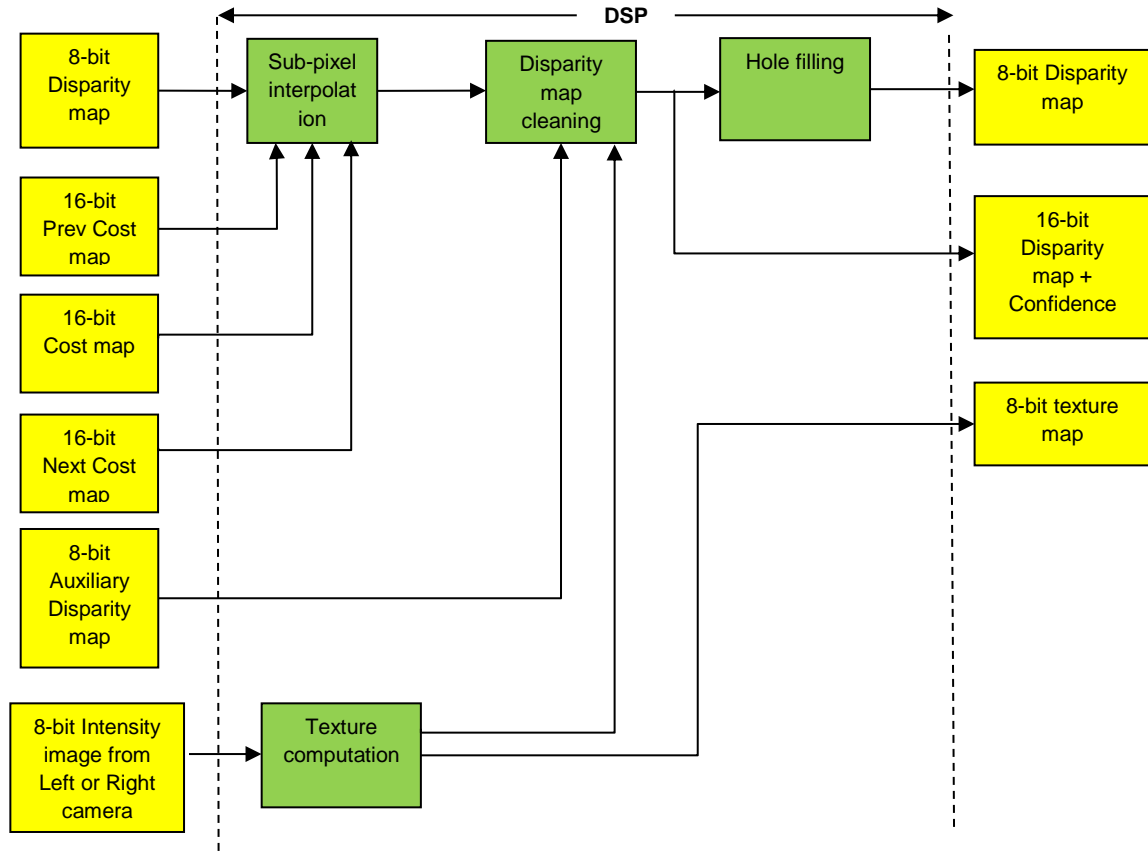 DSP
8-bit
Disparity
map
Sub-pixel
interpolat
ion
Disparity
map
cleaning
Hole filling
8-bit Disparity
map
16-bit
Prev Cost
map
16-bit
Disparity
map +
Confidence
16-bit
Cost map
8-bit texture
map
16-bit
Next Cost
map
8-bit
Auxiliary
Disparity
map
8-bit Intensity
image from
Left or Right
camera
Texture
computation